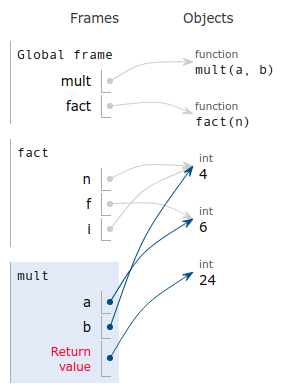 Frames Objects
Global frame
function
mult(a, b)
mult
fact
function
fact(n)
fact
int
4
n
f
int
6
i
mult
int
24
a
b
Return
value